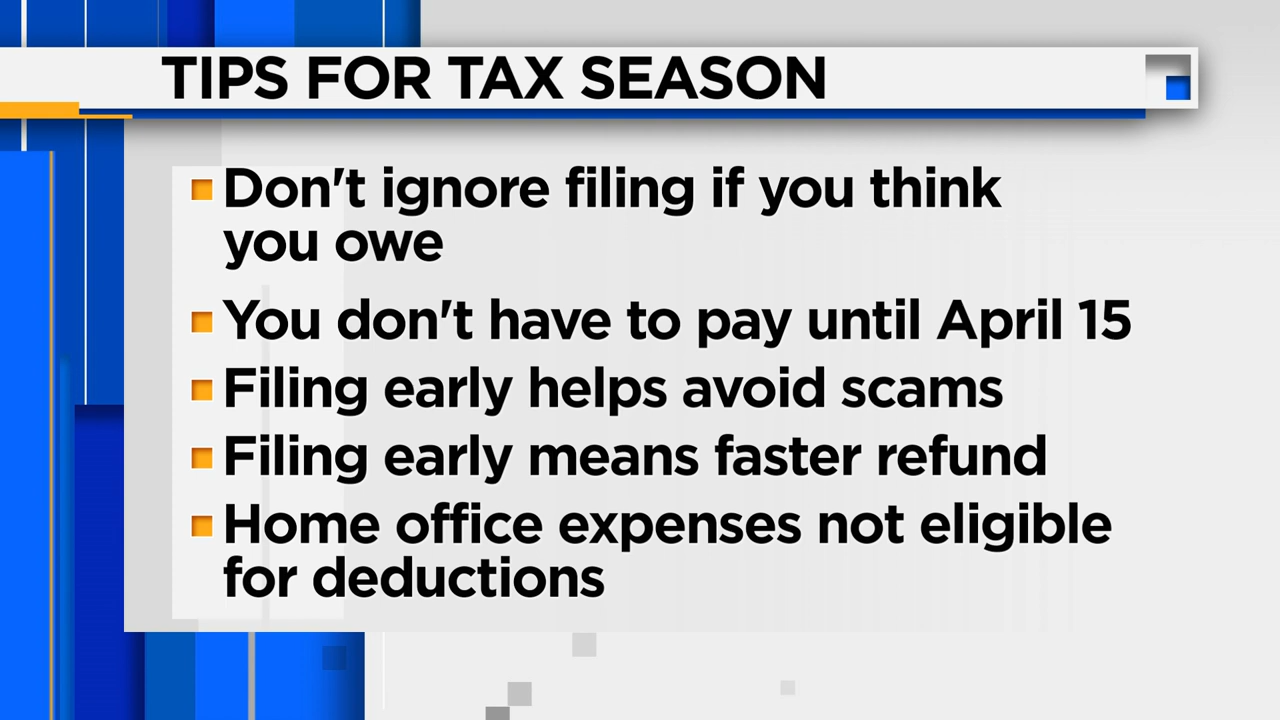 TIPS FOR TAX SEASON
Don't ignore filing if you think
you owe
You don't have to pay until April 15
Filing early helps avoid scams
Filing early means faster refund
Home office expenses not eligible
for deductions